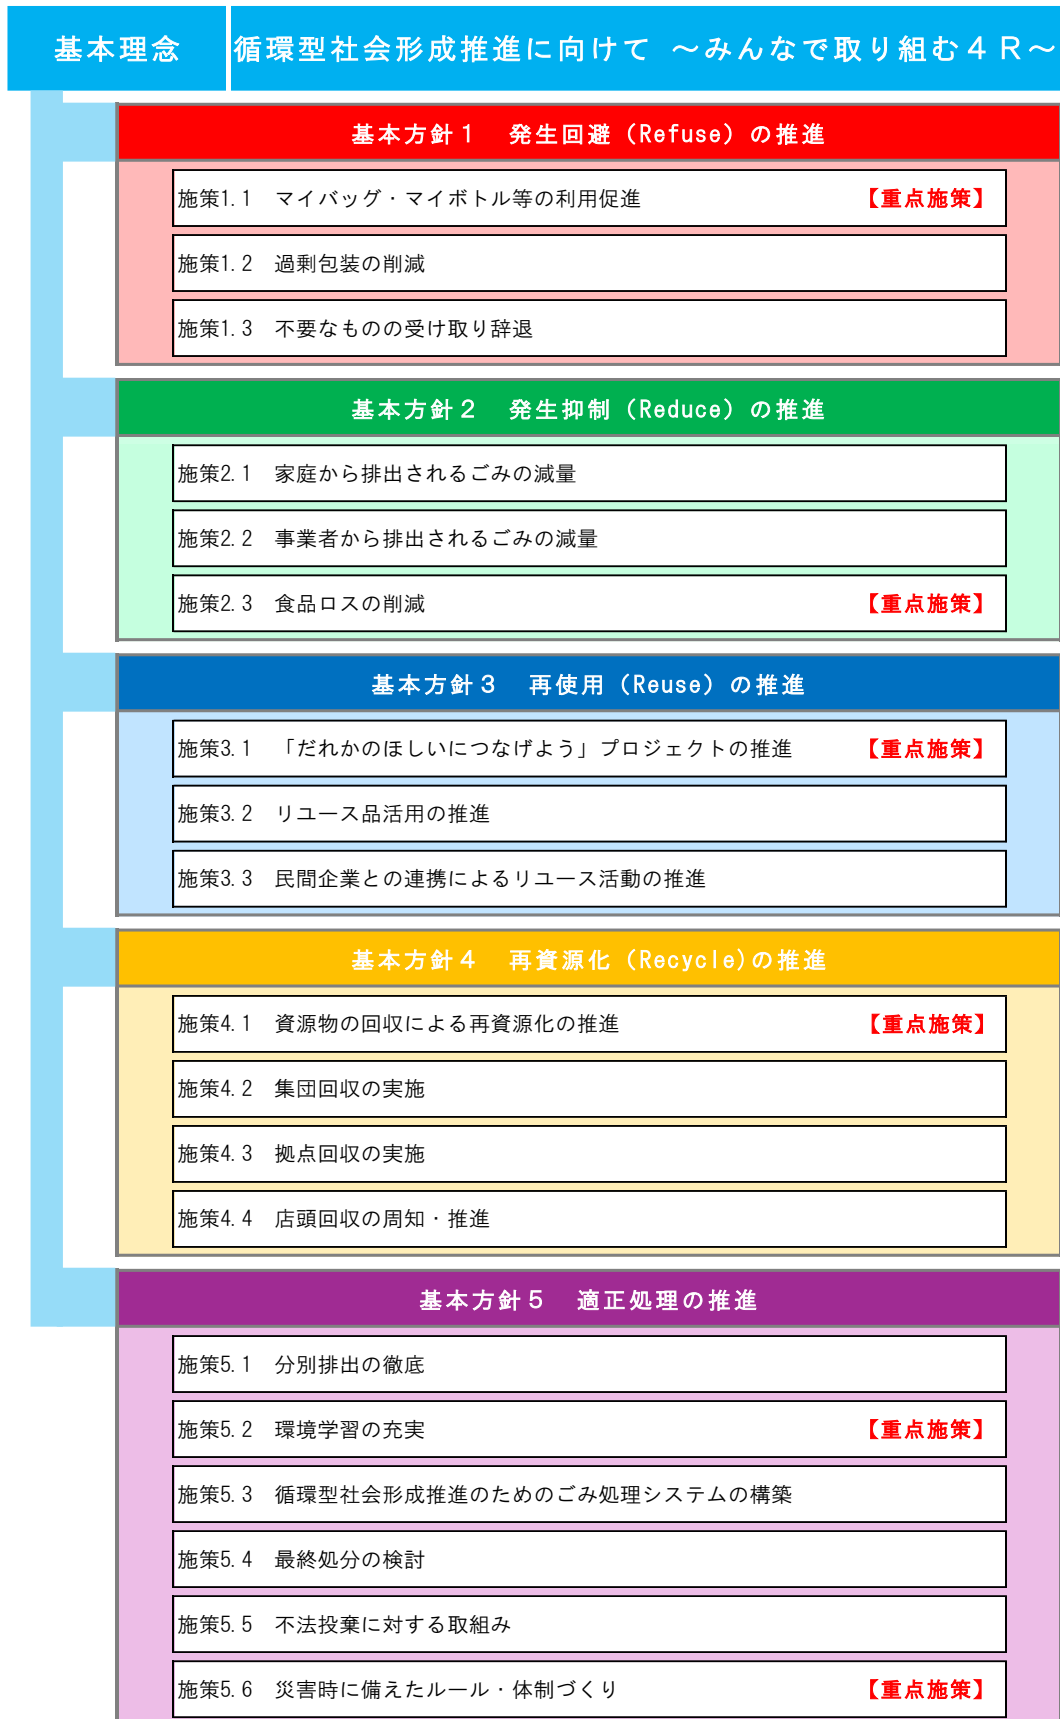 基本理念
循環型社会形成推進に向けて ～みんなで取り組む４Ｒ～
基本方針１　発生回避（Refuse）の推進
施策1.1　マイバッグ・マイボトル等の利用促進　【重点施策】
施策1.2　過剰包装の削減
施策1.3　不要なものの受け取り辞退
基本方針２　発生抑制（Reduce）の推進
施策2.1　家庭から排出されるごみの減量
施策2.2　事業者から排出されるごみの減量
施策2.3　食品ロスの削減　【重点施策】
基本方針３　再使用（Reuse）の推進
施策3.1　「だれかのほしいにつなげよう」プロジェクトの推進　【重点施策】
施策3.2　リユース品活用の推進
施策3.3　民間企業との連携によるリユース活動の推進
基本方針４　再資源化（Recycle)の推進
施策4.1　資源物の回収による再資源化の推進　【重点施策】
施策4.2　集団回収の実施
施策4.3　拠点回収の実施
施策4.4　店頭回収の周知・推進
基本方針５　適正処理の推進
施策5.1　分別排出の徹底
施策5.2　環境学習の充実　【重点施策】
施策5.3　循環型社会形成推進のためのごみ処理システムの構築
施策5.4　最終処分の検討
施策5.5　不法投棄に対する取組み
施策5.6　災害時に備えたルール・体制づくり　【重点施策】